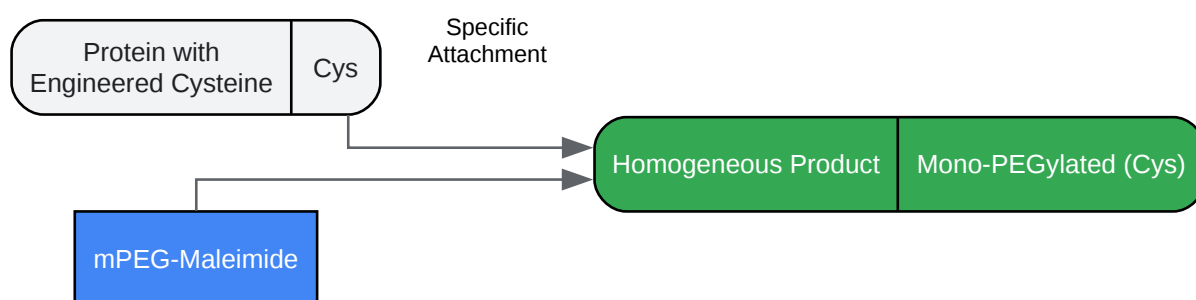 Protein with
Engineered Cysteine
Cys
Specific
Attachment
Homogeneous Product
Mono-PEGylated (Cys)
mPEG-Maleimide